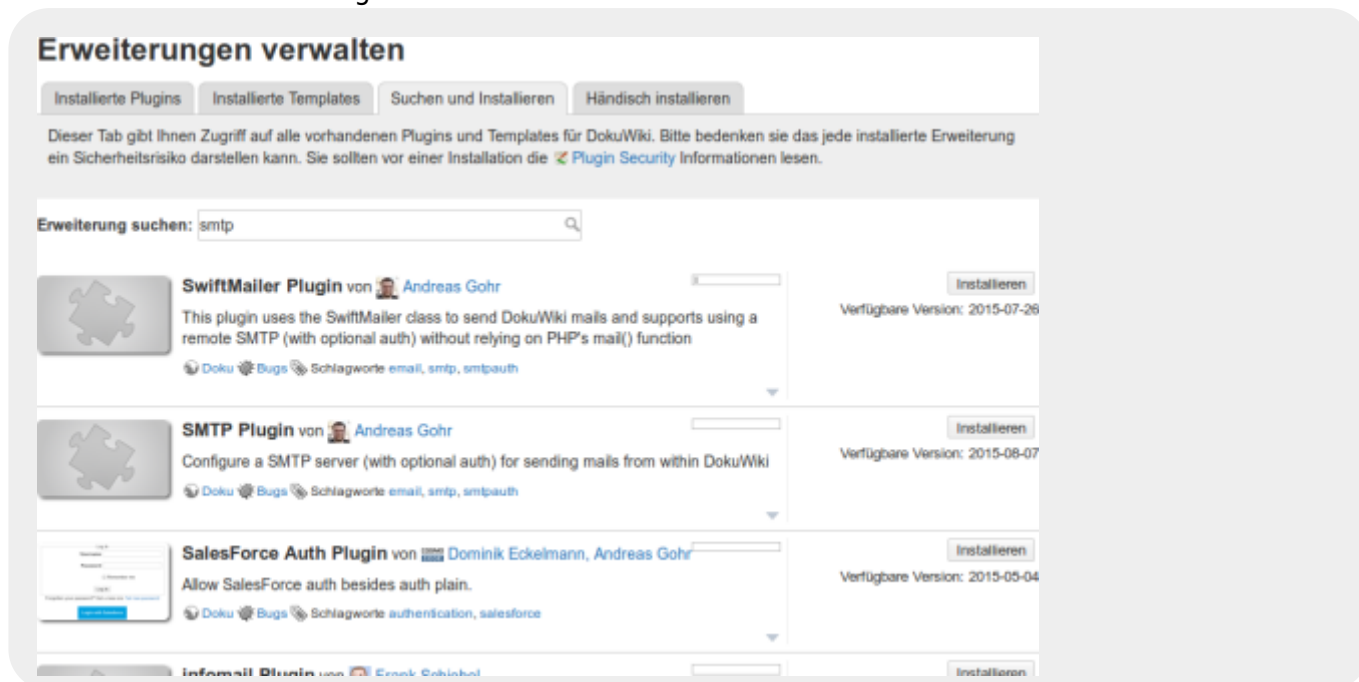 Erweiterungen verwalten
Installierte Plugins Installierte Templates Suchen und Installieren Händisch installieren
Dieser Tab gibt Ihnen Zugriff auf alle vorhandenen Plugins und Templates für DokuWiki. Bitte bedenken sie das jede installierte Erweiterung
ein Sicherheitsrisiko darstellen kann. Sie sollten vor einer Installation die Plugin Security Informationen lesen.
Erweiterung suchen: smtp
SwiftMailer Plugin von Andreas Gohr
Installieren
This plugin uses the SwiftMailer class to send DokuWiki mails and supports using a
Verfügbare Version: 2015-07-26
remote SMTP (with optional auth) without relying on PHP's mail() function
Doku Bugs Schlagworte email, smtp, smtpauth
SMTP Plugin von Andreas Gohr
Installieren
Configure a SMTP server (with optional auth) for sending mails from within DokuWiki
Verfügbare Version: 2015-08-07
Doku Bugs Schlagworte email, smtp, smtpauth
SalesForce Auth Plugin von Dominik Eckelmann, Andreas Gohr
Installieren
Allow SalesForce auth besides auth plain.
Verfügbare Version: 2015-05-04
Doku Bugs Schlagworte authentication, salesforce
infomail Plugin von Frank Schiebel
Installieren